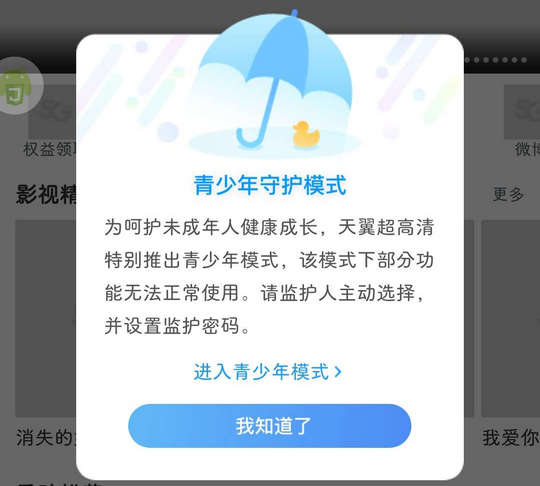 权益领
微博
影视精
更多
青少年守护模式
为呵护未成年人健康成长，天翼超高清
特别推出青少年模式，该模式下部分功
能无法正常使用。请监护人主动选择，
并设置监护密码。
进入青少年模式 >
我知道了
消失的
我爱你